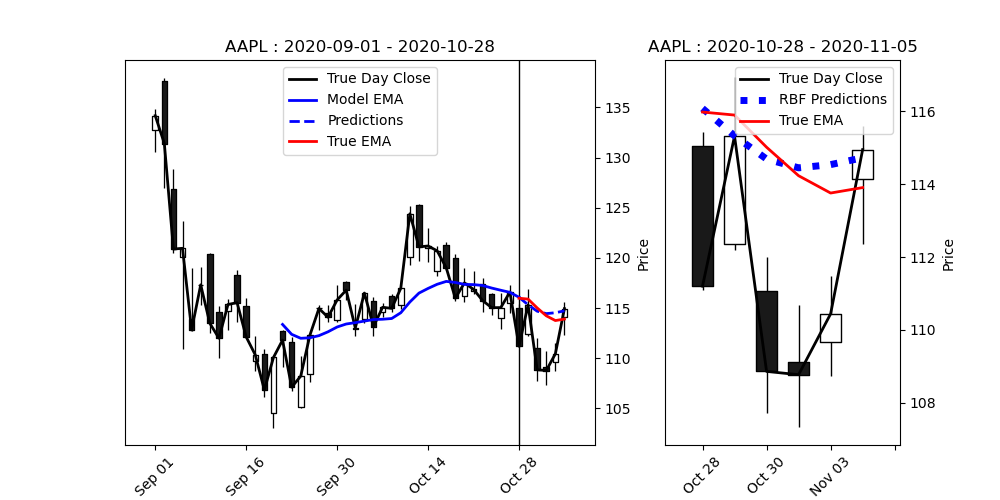 AAPL : 2020-09-01 - 2020-10-28
True Day Close
Model EMA
Predictions
True EMA
135
130
125
120
115
110
105
Price
Sep 01
Sep 16
Sep 30
Oct 14
Oct 28
AAPL : 2020-10-28 - 2020-11-05
True Day Close
RBF Predictions
True EMA
116
114
112
110
108
Price
Oct 28
Oct 30
Nov 03